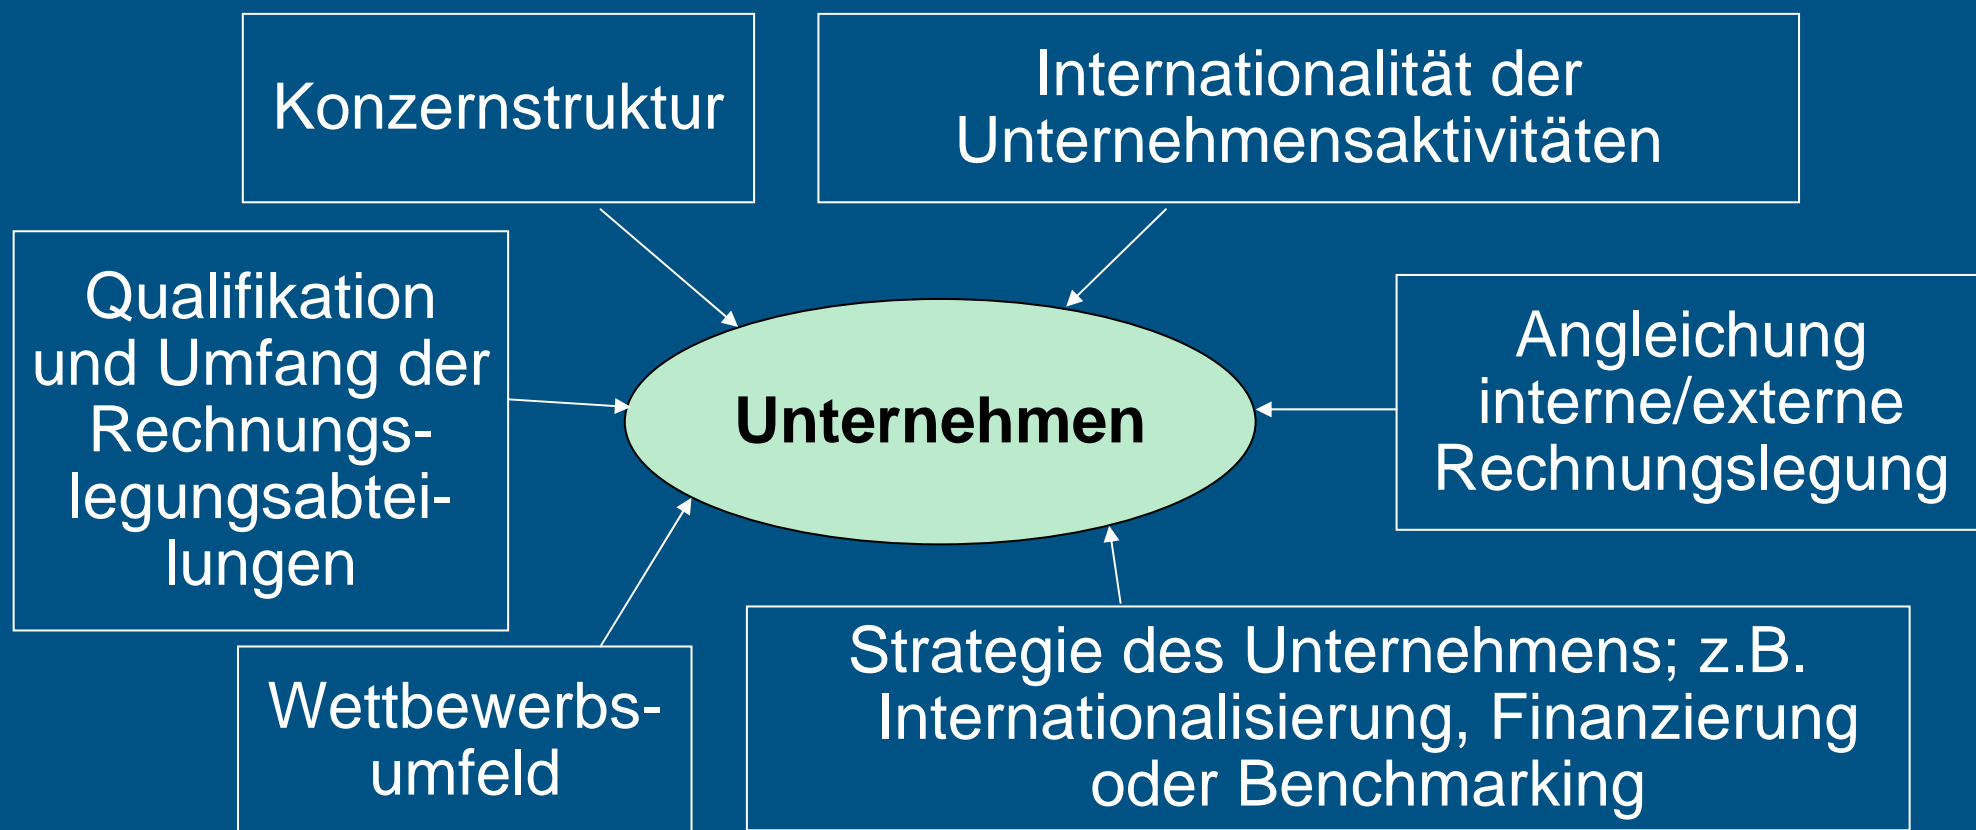 Konzernstruktur
Internationalität der
Unternehmensaktivitäten
Qualifikation
und Umfang der
Rechnungs-
legungsabtei-
lungen
Unternehmen
Angleichung
interne/externe
Rechnungslegung
Wettbewerbs-
umfeld
Strategie des Unternehmens; z.B.
Internationalisierung, Finanzierung
oder Benchmarking